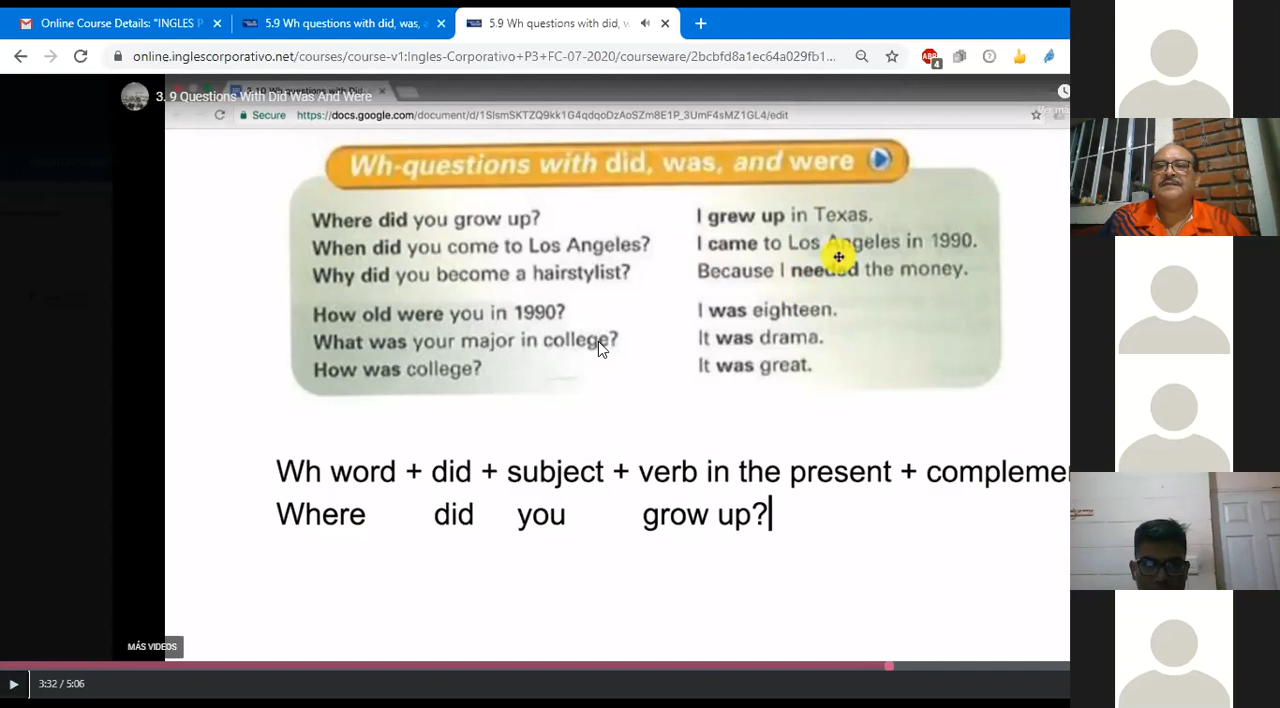 Online Course Details: "INGLES P
5.9 Wh questions with did, was, a
5.9 Wh questions with did, w
online.inglescorporativo.net/courses/course-v1:Ingles-Corporativo+P3+FC-07-2020/courseware/2bcbfd8a1ec64a029fb1...
ABP
4
3. 9 Questions With Did Was And Were
Secure https://docs.google.com/document/d/1SlsmSKTZQ9kk1G4qdqoDzAoSZm8E1P_3UmF4sMZ1GL4/edit
Wh-questions with did, was, and were
Where did you grow up?
When did you come to Los Angeles?
Why did you become a hairstylist?
How old were you in 1990?
What was your major in college?
How was college?
I grew up in Texas.
I came to Los Angeles in 1990.
Because I needed the money.
I was eighteen.
It was drama.
It was great.
Wh word + did + subject + verb in the present + complemen
Where did you grow up?
MÁS VIDEOS
3:32 / 5:06